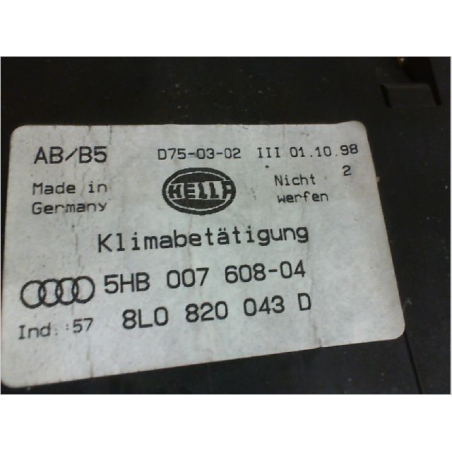 AB/B5 D75-03-02 III 01.10.98
Made in Germany
HELLA
Nicht 2
werfen
Klimabetätigung
5HB 007 608-04
Ind.:57 8L0 820 043 D